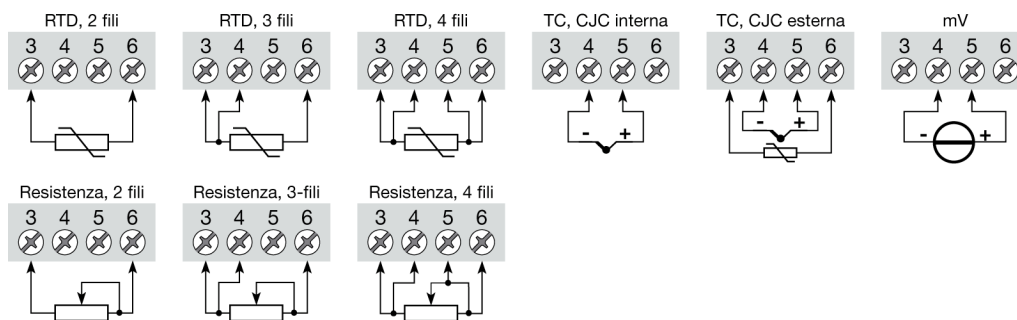 RTD, 2 fili
3 4 5 6
RTD, 3 fili
3 4 5 6
RTD, 4 fili
3 4 5 6
TC, CJC interna
3 4 5 6
- +
TC, CJC esterna
3 4 5 6
- +
mV
3 4 5 6
- +
Resistenza, 2 fili
3 4 5 6
Resistenza, 3-fili
3 4 5 6
Resistenza, 4 fili
3 4 5 6